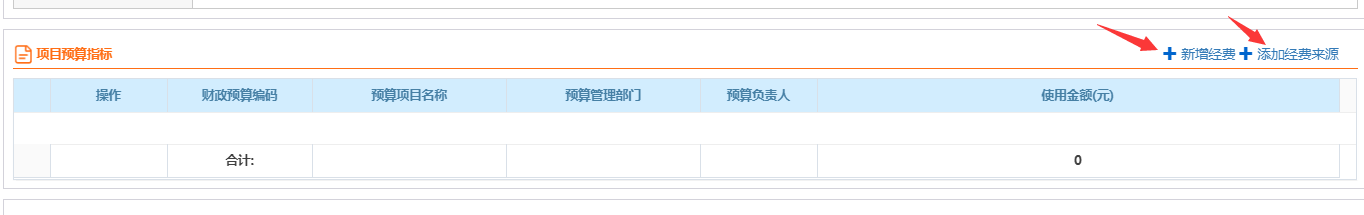 项目预算指标 新增经费 添加经费来源
操作 财政预算编码 预算项目名称 预算管理部门 预算负责人 使用金额(元)
合计: 0